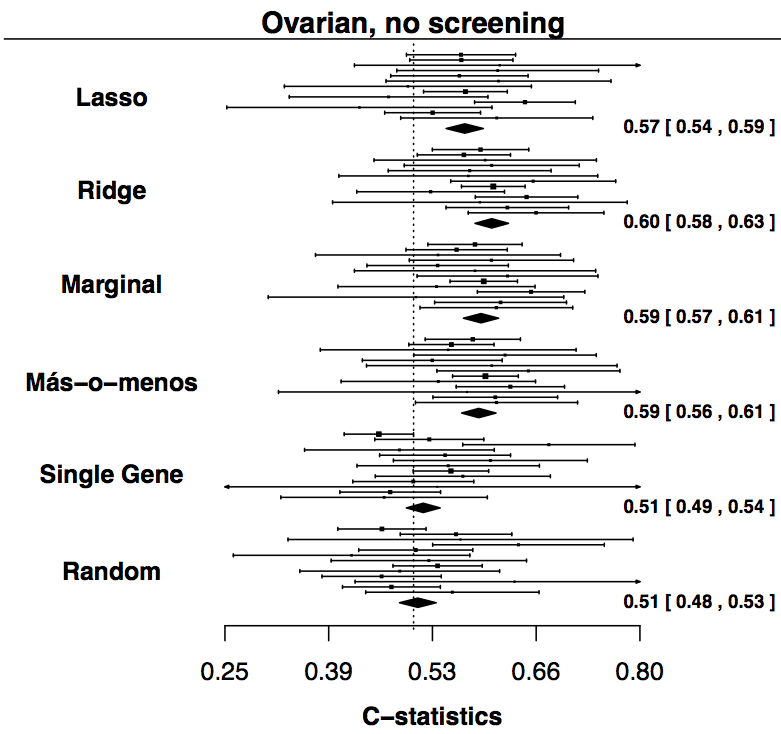 Ovarian, no screening
Lasso
0.57 [ 0.54 , 0.59 ]
Ridge
0.60 [ 0.58 , 0.63 ]
Marginal
0.59 [ 0.57 , 0.61 ]
Más−o−menos
0.59 [ 0.56 , 0.61 ]
Single Gene
0.51 [ 0.49 , 0.54 ]
Random
0.51 [ 0.48 , 0.53 ]
0.25 0.39 0.53 0.66 0.80
C−statistics